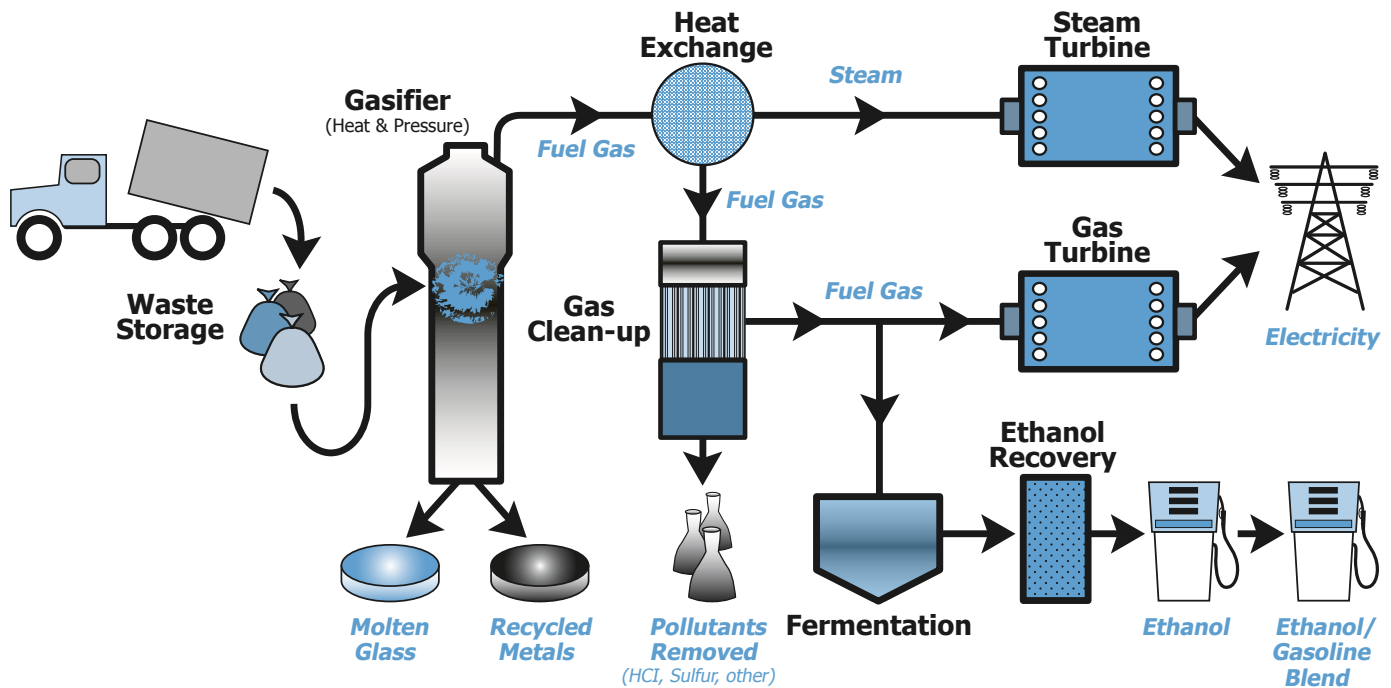 Heat
Exchange
Steam
Turbine
Steam
Gasifier
(Heat & Pressure)
Fuel Gas
Fuel Gas
Gas
Turbine
Waste
Storage
Gas
Clean-up
Fuel Gas
Electricity
Ethanol
Recovery
Molten
Glass
Recycled
Metals
Pollutants
Removed
(HCI, Sulfur, other)
Fermentation
Ethanol
Ethanol/
Gasoline
Blend